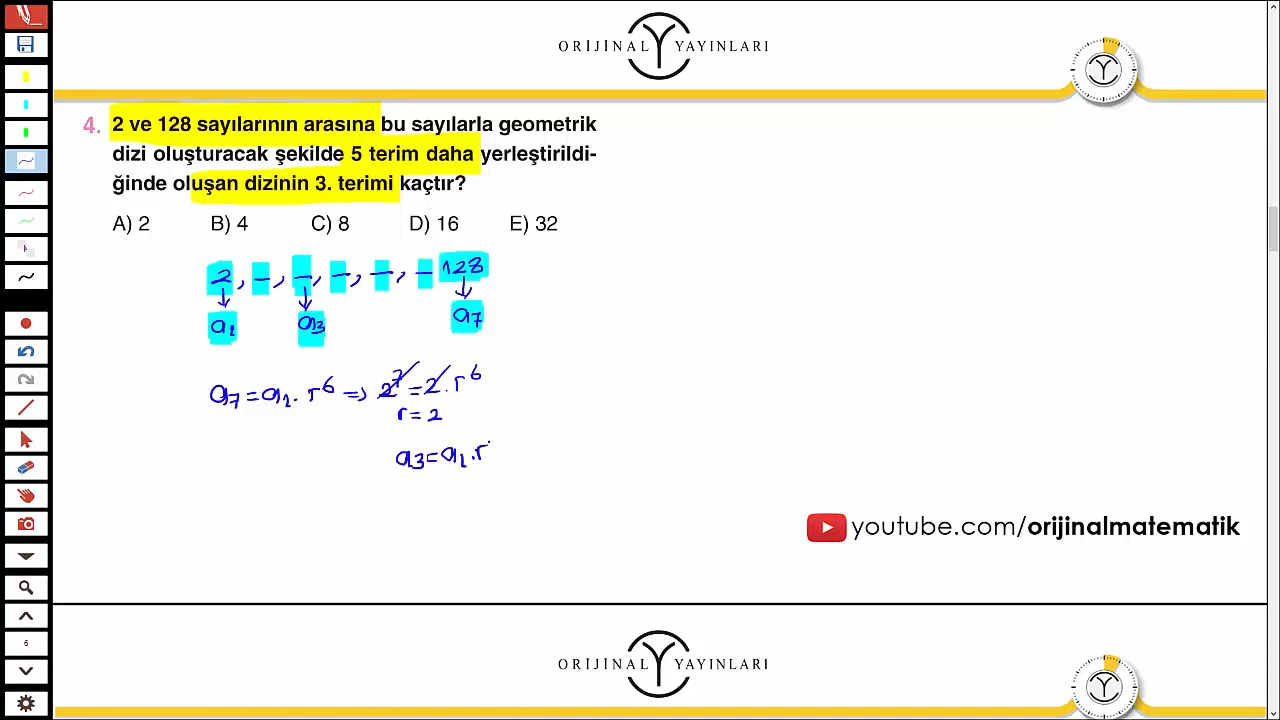 ORİJİNAL YAYINLARI
4. 2 ve 128 sayılarının arasına bu sayılarla geometrik
dizi oluşturacak şekilde 5 terim daha yerleştirildi-
ğinde oluşan dizinin 3. terimi kaçtır?
A) 2 B) 4 C) 8 D) 16 E) 32
2, –, –, –, –, – 128
a₁ a₃ a₇
a₇ = a₁ . r⁶ ⇒ 2⁷ = 2 . r⁶
r = 2
a₃ = a₁ . r
youtube.com/orijinalmatematik
6
ORİJİNAL YAYINLARI